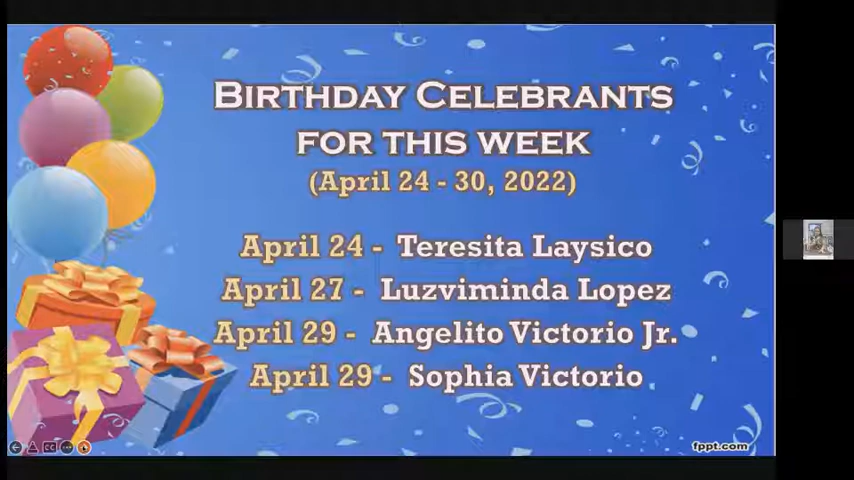 BIRTHDAY CELEBRANTS
FOR THIS WEEK
(April 24 - 30, 2022)
April 24 - Teresita Laysico
April 27 - Luzviminda Lopez
April 29 - Angelito Victorio Jr.
April 29 - Sophia Victorio
fppt.com